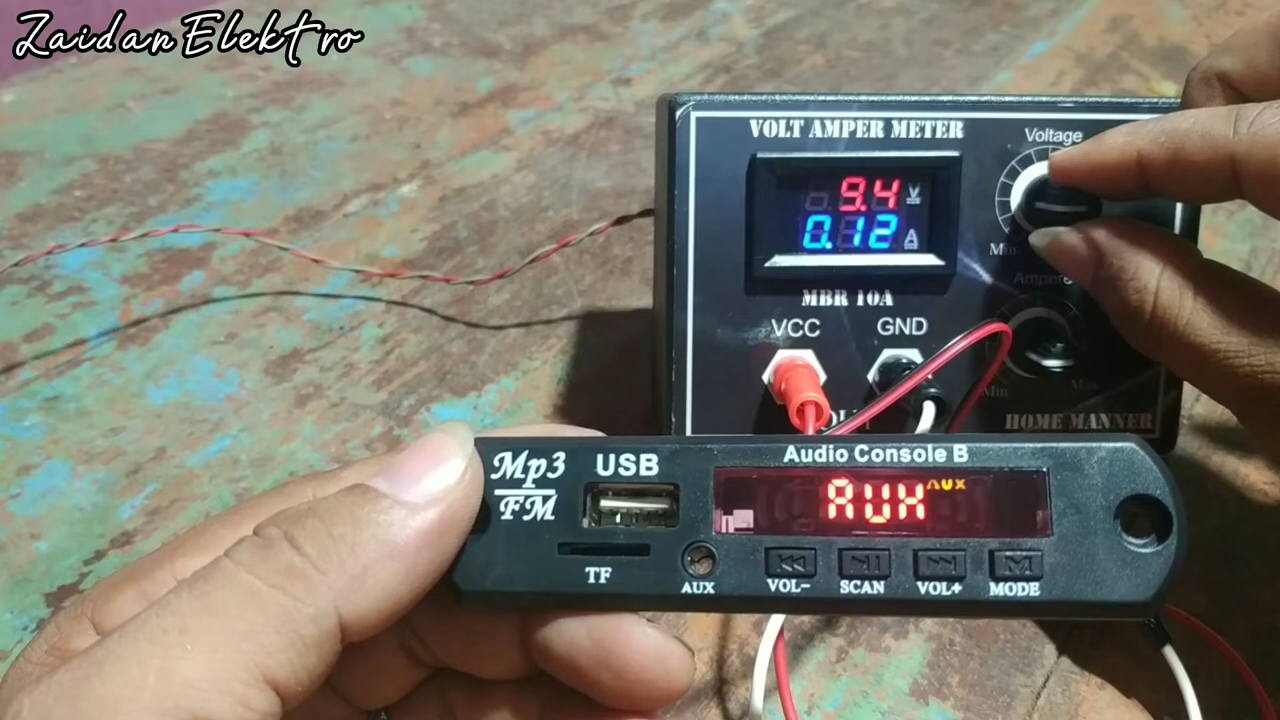 Zaidan Elektro
VOLT AMPER METER
Voltage
9.4 V
0.12 A
Min
Ampere
MBR 10A
VCC GND
Min Max
HOME MANNER
Audio Console B
Mp3
FM
USB
AUX AUX
TF
AUX
VOL- SCAN VOL+ MODE
M